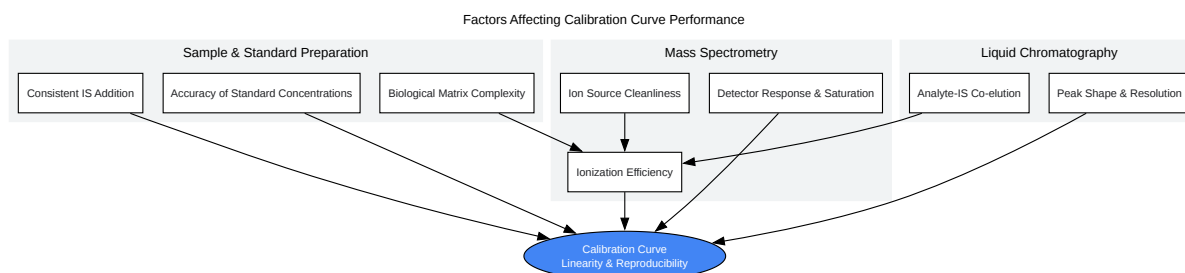 Factors Affecting Calibration Curve Performance
Sample & Standard Preparation
Mass Spectrometry
Liquid Chromatography
Consistent IS Addition
Accuracy of Standard Concentrations
Biological Matrix Complexity
Ion Source Cleanliness
Detector Response & Saturation
Analyte-IS Co-elution
Peak Shape & Resolution
Ionization Efficiency
Calibration Curve
Linearity & Reproducibility